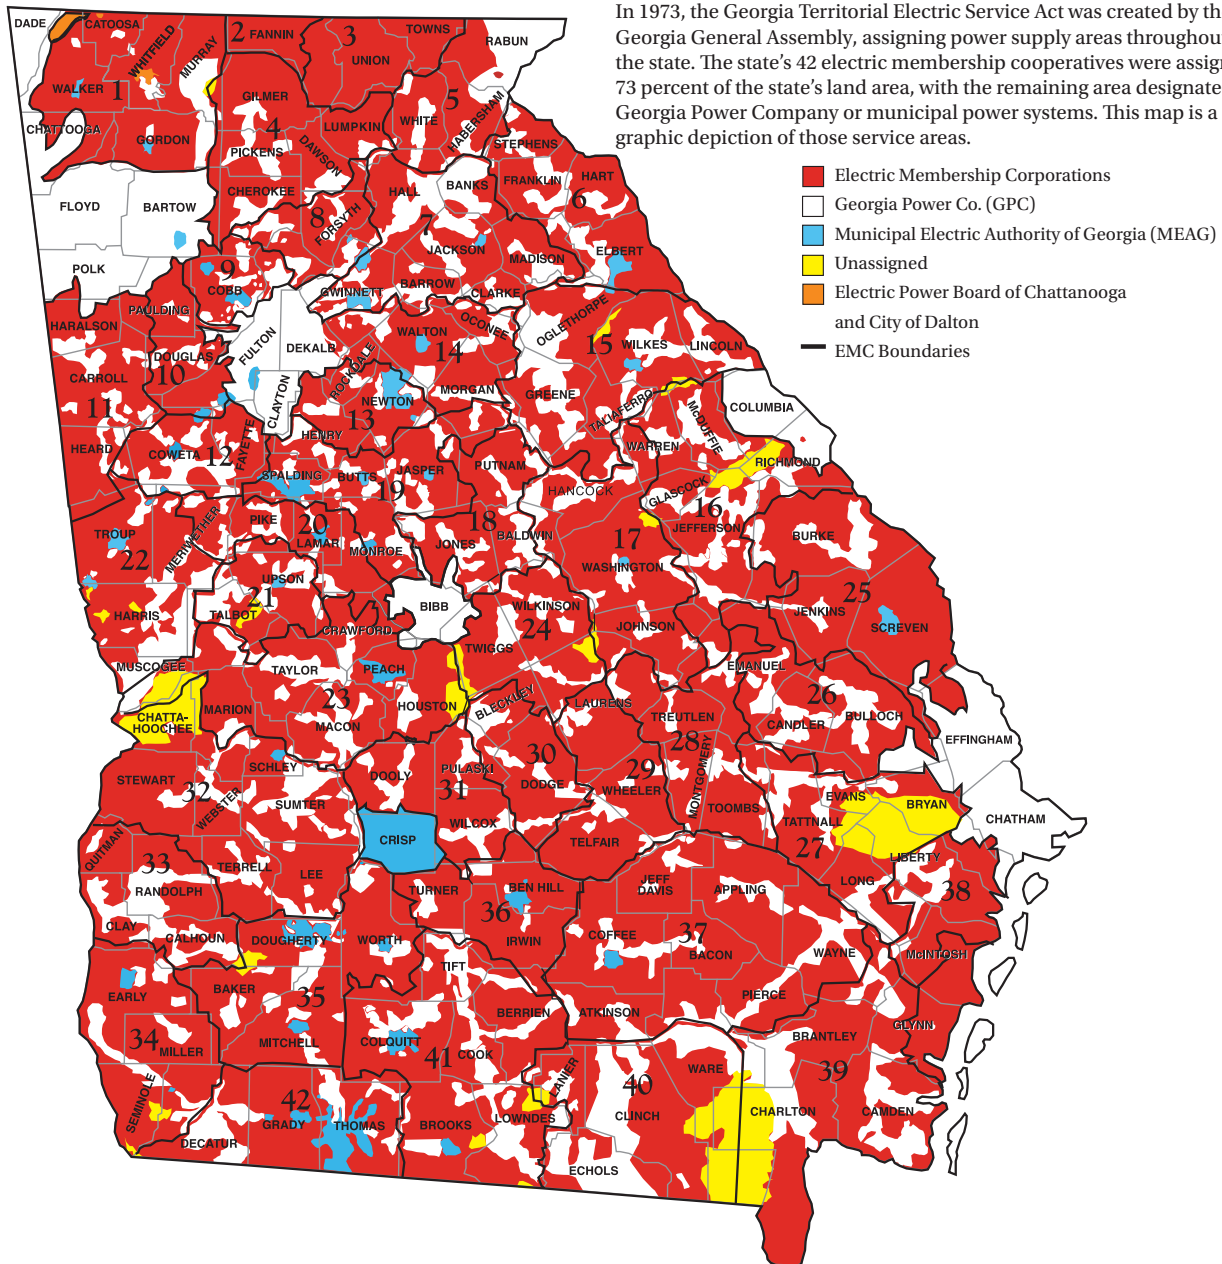 In 1973, the Georgia Territorial Electric Service Act was created by th
Georgia General Assembly, assigning power supply areas throughou
the state. The state's 42 electric membership cooperatives were assign
73 percent of the state's land area, with the remaining area designate
Georgia Power Company or municipal power systems. This map is a
graphic depiction of those service areas.
Electric Membership Corporations
Georgia Power Co. (GPC)
Municipal Electric Authority of Georgia (MEAG)
Unassigned
Electric Power Board of Chattanooga
and City of Dalton
EMC Boundaries
DADE
CATOOSA
WHITFIELD
MURRAY
2
FANNIN
3
UNION
TOWNS
RABUN
WALKER
1
GILMER
5
WHITE
HABERSHAM
CHATTOOGA
GORDON
4
LUMPKIN
STEPHENS
PICKENS
DAWSON
CHEROKEE
HALL
BANKS
FRANKLIN
HART
6
FLOYD
BARTOW
8
FORSYTH
7
JACKSON
MADISON
ELBERT
POLK
9
COBB
GWINNETT
BARROW
CLARKE
HARALSON
PAULDING
FULTON
DEKALB
WALTON
OCONEE
OGLETHORPE
15
WILKES
LINCOLN
DOUGLAS
10
ROCKDALE
14
CARROLL
11
CLAYTON
NEWTON
MORGAN
GREENE
TALIAFERRO
McDUFFIE
COLUMBIA
13
HENRY
HEARD
COWETA
12
FAYETTE
WARREN
RICHMOND
SPALDING
BUTTS
JASPER
PUTNAM
19
HANCOCK
GLASCOCK
16
TROUP
MERIWETHER
PIKE
20
LAMAR
MONROE
JONES
18
BALDWIN
17
JEFFERSON
BURKE
22
UPSON
WASHINGTON
25
HARRIS
TALBOT
21
BIBB
WILKINSON
24
JENKINS
SCREVEN
CRAWFORD
TWIGGS
JOHNSON
MUSCOGEE
TAYLOR
PEACH
EMANUEL
26
MARION
23
HOUSTON
BLECKLEY
LAURENS
TREUTLEN
CANDLER
BULLOCH
CHATTA-
HOOCHEE
MACON
28
EFFINGHAM
STEWART
SCHLEY
DOOLY
PULASKI
30
DODGE
29
WHEELER
MONTGOMERY
32
WEBSTER
SUMTER
31
WILCOX
TOOMBS
EVANS
BRYAN
TATTNALL
CHATHAM
CRISP
TELFAIR
27
QUITMAN
33
TERRELL
LEE
LIBERTY
RANDOLPH
TURNER
BEN HILL
JEFF
DAVIS
APPLING
LONG
38
36
CLAY
CALHOUN
DOUGHERTY
WORTH
IRWIN
COFFEE
37
BACON
WAYNE
McINTOSH
TIFT
EARLY
BAKER
35
PIERCE
BERRIEN
ATKINSON
GLYNN
34
MILLER
MITCHELL
COLQUITT
41
COOK
BRANTLEY
SEMINOLE
LANIER
40
WARE
39
42
GRADY
THOMAS
BROOKS
LOWNDES
CLINCH
CHARLTON
CAMDEN
DECATUR
ECHOLS